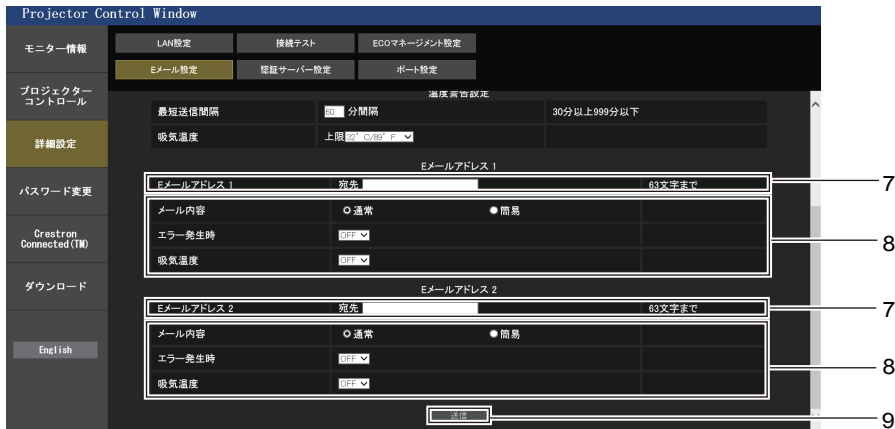 Projector Control Window
モニター情報
プロジェクター
コントロール
詳細設定
パスワード変更
Crestron
Connected(TM)
ダウンロード
English
LAN設定 接続テスト ECOマネージメント設定
Eメール設定 認証サーバー設定 ポート設定
温度警告設定
最短送信間隔 60 分間隔 30分以上999分以下
吸気温度 上限 32°C/89°F
Eメールアドレス 1
Eメールアドレス 1 宛先 63文字まで 7
メール内容 通常 簡易
エラー発生時 OFF 8
吸気温度 OFF
Eメールアドレス 2
Eメールアドレス 2 宛先 63文字まで 7
メール内容 通常 簡易
エラー発生時 OFF 8
吸気温度 OFF
送信 9